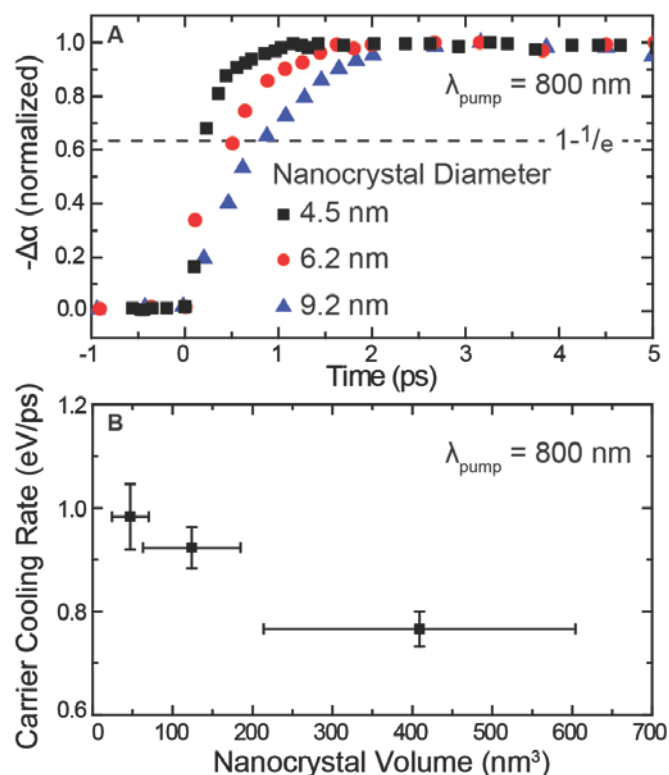 A
-Δα (normalized)
1.0
0.8
0.6
0.4
0.2
0.0
λpump = 800 nm
1-1/e
Nanocrystal Diameter
4.5 nm
6.2 nm
9.2 nm
-1 0 1 2 3 4 5
Time (ps)
B
Carrier Cooling Rate (eV/ps)
1.2
1.0
0.8
0.6
λpump = 800 nm
0 100 200 300 400 500 600 700
Nanocrystal Volume (nm³)